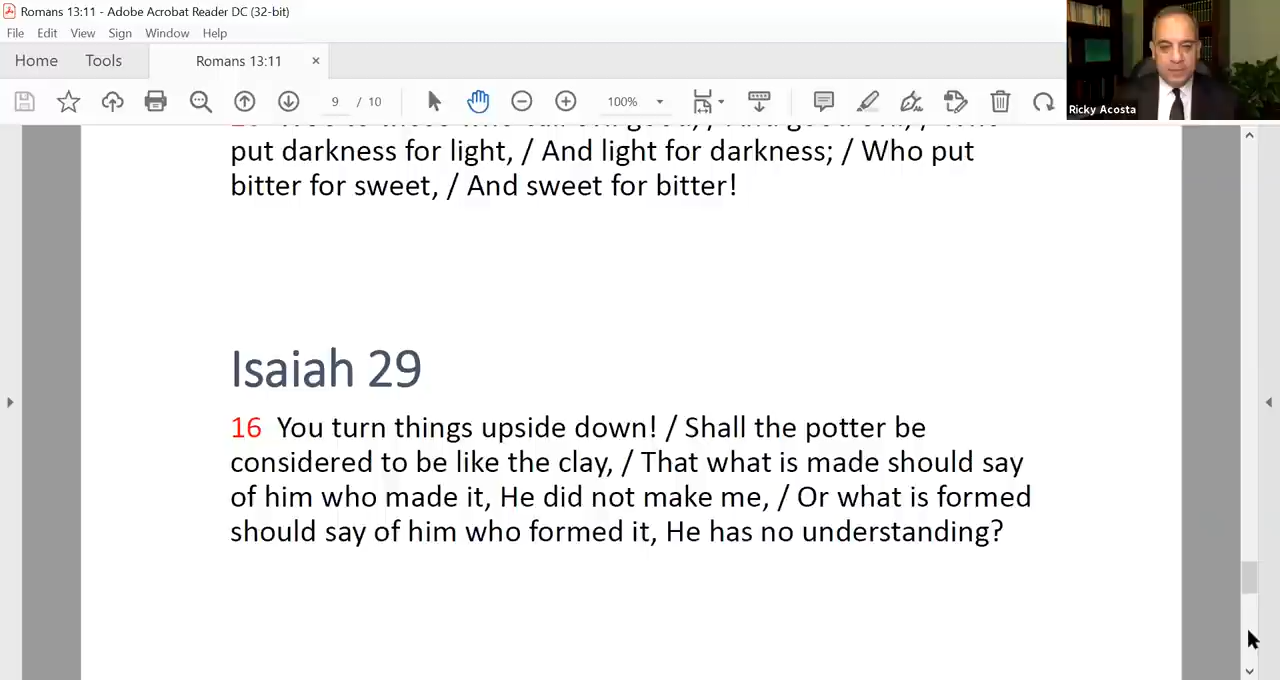 Romans 13:11 - Adobe Acrobat Reader DC (32-bit)
File Edit View Sign Window Help
Home Tools Romans 13:11 ×
9 / 10 100%
Ricky Acosta
put darkness for light, / And light for darkness; / Who put
bitter for sweet, / And sweet for bitter!
Isaiah 29
16 You turn things upside down! / Shall the potter be
considered to be like the clay, / That what is made should say
of him who made it, He did not make me, / Or what is formed
should say of him who formed it, He has no understanding?